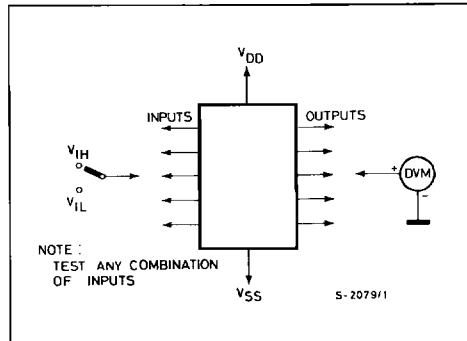 VDD
INPUTS
OUTPUTS
VIH
VIL
+
DVM
-
NOTE :
TEST ANY COMBINATION
OF INPUTS
VSS
S-2079/1